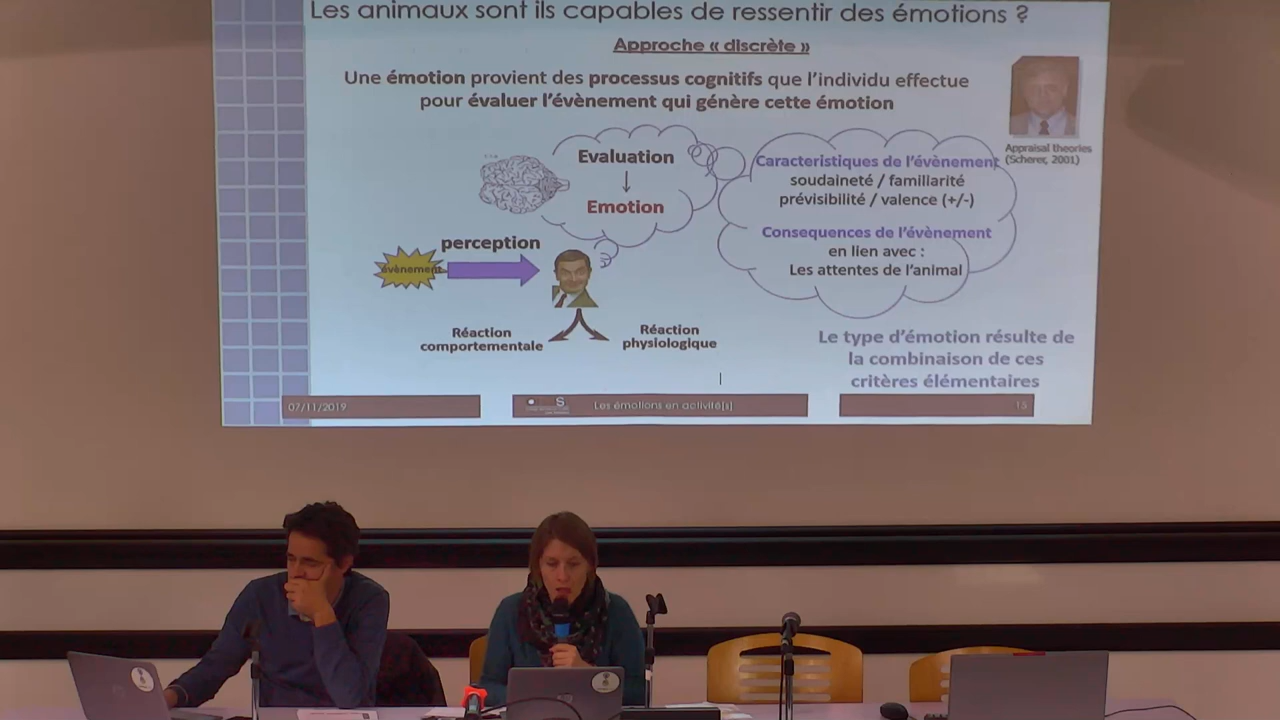 Les animaux sont ils capables de ressentir des émotions ?
Approche « discrète »
Une émotion provient des processus cognitifs que l'individu effectue
pour évaluer l'évènement qui génère cette émotion
Appraisal theories
(Scherer, 2001)
Evaluation
Emotion
Caracteristiques de l'évènement
soudaineté / familiarité
prévisibilité / valence (+/-)
Consequences de l'évènement
en lien avec :
Les attentes de l'animal
perception
évènement
Réaction
comportementale
Réaction
physiologique
Le type d'émotion résulte de
la combinaison de ces
critères élémentaires
07/11/2019
Les émotions en activité[s]
15